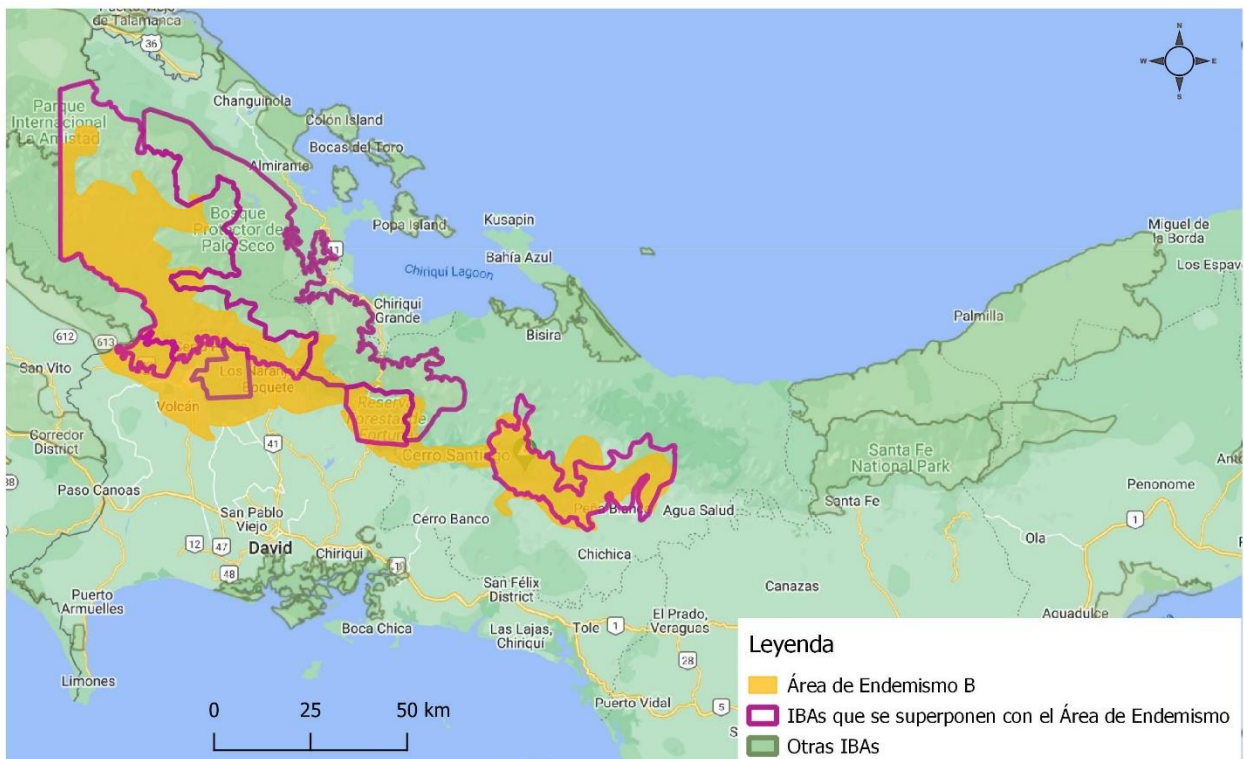 de Talamanca
36
N
W
E
S
Changuinola
Parque
Internacional
La Amistad
Colón Island
Bocas del Toro
Almirante
Bosque
Protector de
Palo Seco
Popa Island
Kusapin
Miguel de
la Borda
11
Bahía Azul
Los Espav
Chiriqui Lagoon
Chiriqui
Grande
Palmilla
612
613
Bisira
San Vito
Los Naranjos
Boquete
Volcán
Reserva
Forestal de
Fortuna
Corredor
District
41
Cerro Santiago
Santa Fe
National Park
Paso Canoas
Santa Fe
Penonome
San Pablo
Viejo
Cerro Banco
Peña Blanca
Agua Salud
1
12
47
David
Chiriqui
Chichica
Ola
48
1
Canazas
Puerto
Armuelles
San Félix
District
El Prado,
Veraguas
Aguadulce
Boca Chica
Las Lajas,
Chiriquí
Tole
1
Limones
28
Puerto Vidal
5
0 25 50 km
Leyenda
Área de Endemismo B
IBAs que se superponen con el Área de Endemismo
Otras IBAs